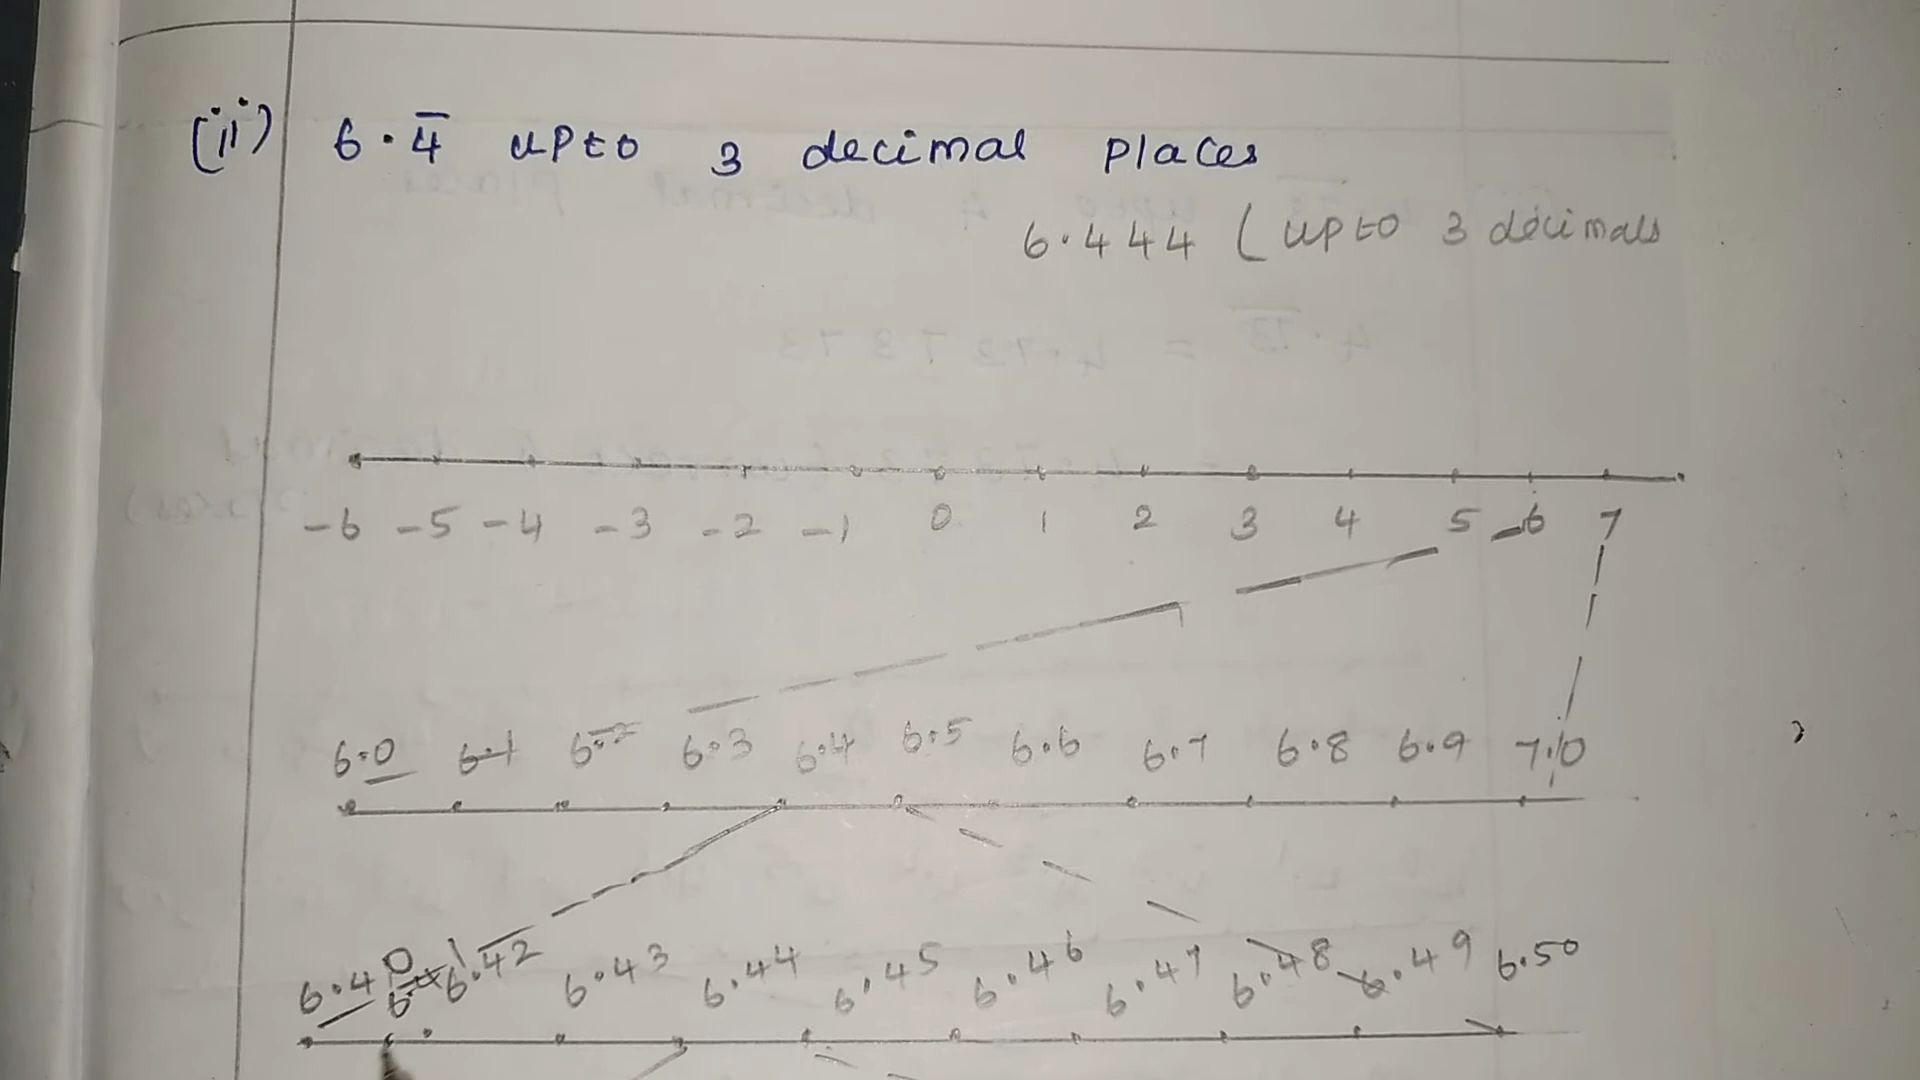 (ii) 6.4̅ upto 3 decimal places
6.444 ( upto 3 decimals
-6 -5 -4 -3 -2 -1 0 1 2 3 4 5 6 7
6.0 6.1 6.2 6.3 6.4 6.5 6.6 6.7 6.8 6.9 7.0
6.40 6.41 6.42 6.43 6.44 6.45 6.46 6.47 6.48 6.49 6.50